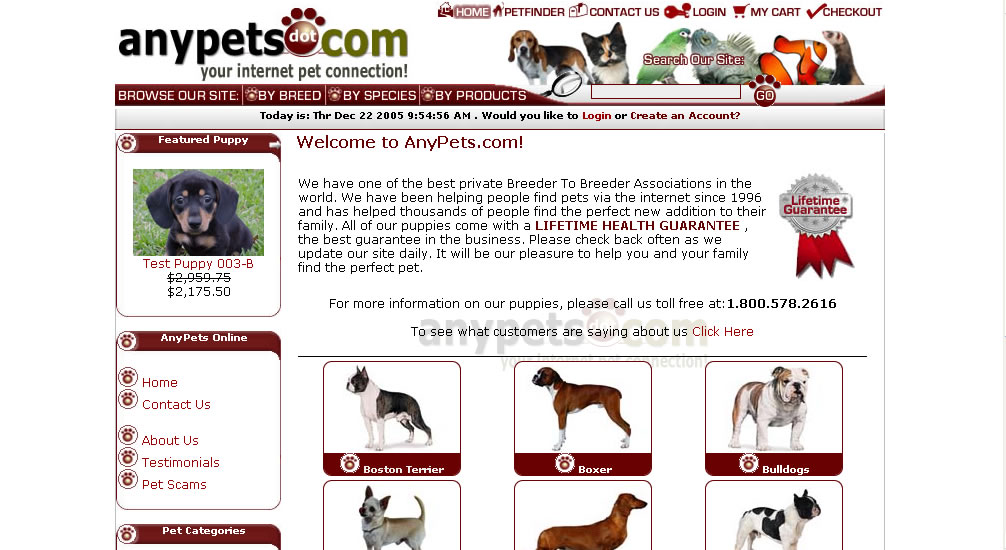 HOME PETFINDER CONTACT US LOGIN MY CART CHECKOUT
anypets dot com
your internet pet connection!
Search Our Site:
BROWSE OUR SITE: BY BREED BY SPECIES BY PRODUCTS GO
Today is: Thr Dec 22 2005 9:54:56 AM . Would you like to Login or Create an Account?
Featured Puppy
Test Puppy 003-B
$2,959.75
$2,175.50
AnyPets Online
Home
Contact Us
About Us
Testimonials
Pet Scams
Pet Categories
Welcome to AnyPets.com!
We have one of the best private Breeder To Breeder Associations in the
world. We have been helping people find pets via the internet since 1996
and has helped thousands of people find the perfect new addition to their
family. All of our puppies come with a LIFETIME HEALTH GUARANTEE ,
the best guarantee in the business. Please check back often as we
update our site daily. It will be our pleasure to help you and your family
find the perfect pet.
Lifetime
Guarantee
For more information on our puppies, please call us toll free at:1.800.578.2616
anypets dot com
your internet pet connection!
To see what customers are saying about us Click Here
Boston Terrier
Boxer
Bulldogs